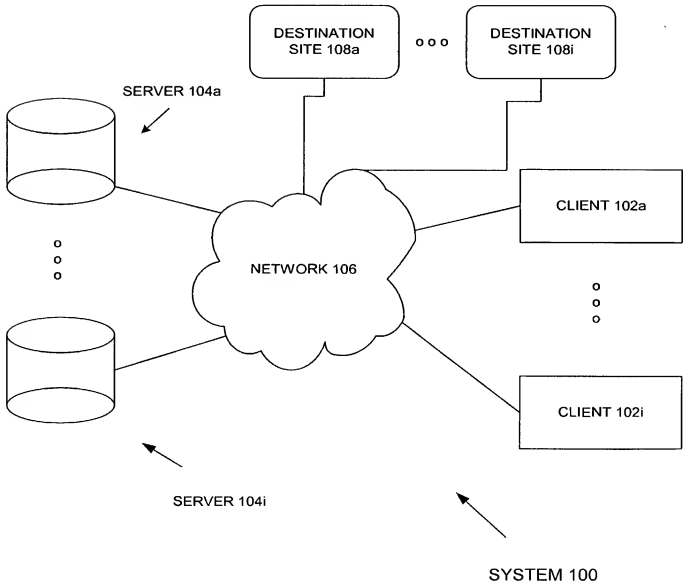 DESTINATION
SITE 108a
o o o
DESTINATION
SITE 108i
SERVER 104a
CLIENT 102a
o
o
o
NETWORK 106
o
o
o
CLIENT 102i
SERVER 104i
SYSTEM 100